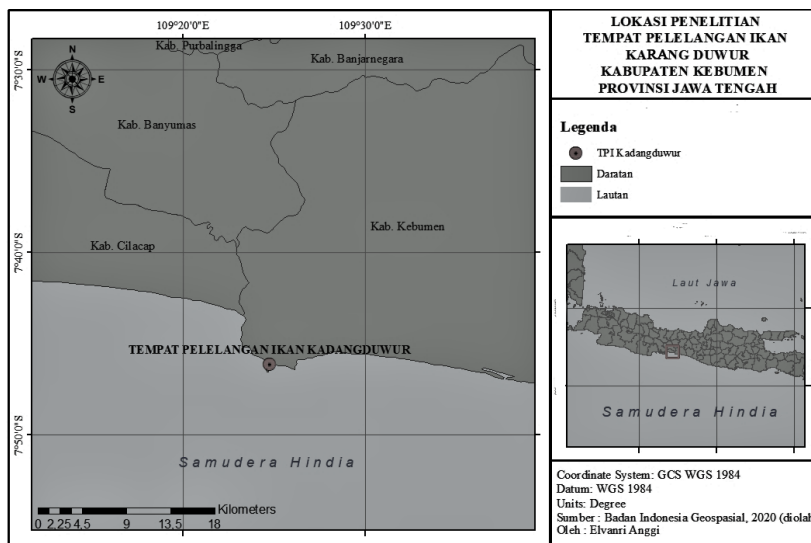 109°20'0"E
109°30'0"E
N
W
E
S
7°30'0"S
7°40'0"S
7°50'0"S
Kab. Purbalingga
Kab. Banjarnegara
Kab. Banyumas
Kab. Cilacap
Kab. Kebumen
TEMPAT PELELANGAN IKAN KADANGDUWUR
Samudera Hindia
Kilometers
0 2,25 4,5 9 13,5 18
LOKASI PENELITIAN
TEMPAT PELELANGAN IKAN
KARANG DUWUR
KABUPATEN KEBUMEN
PROVINSI JAWA TENGAH
Legenda
TPI Kadangduwur
Daratan
Lautan
Laut Jawa
Samudera Hindia
Coordinate System: GCS WGS 1984
Datum: WGS 1984
Units: Degree
Sumber : Badan Indonesia Geospasial, 2020 (diolah
Oleh : Elvanri Anggi